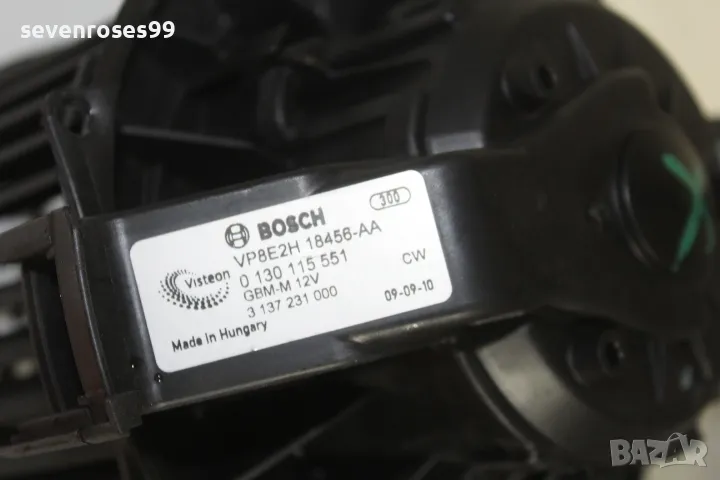 sevenroses99
300
BOSCH
VP8E2H 18456-AA
Visteon
0 130 115 551
CW
GBM-M 12V
3 137 231 000
09-09-10
Made in Hungary
BAZAR